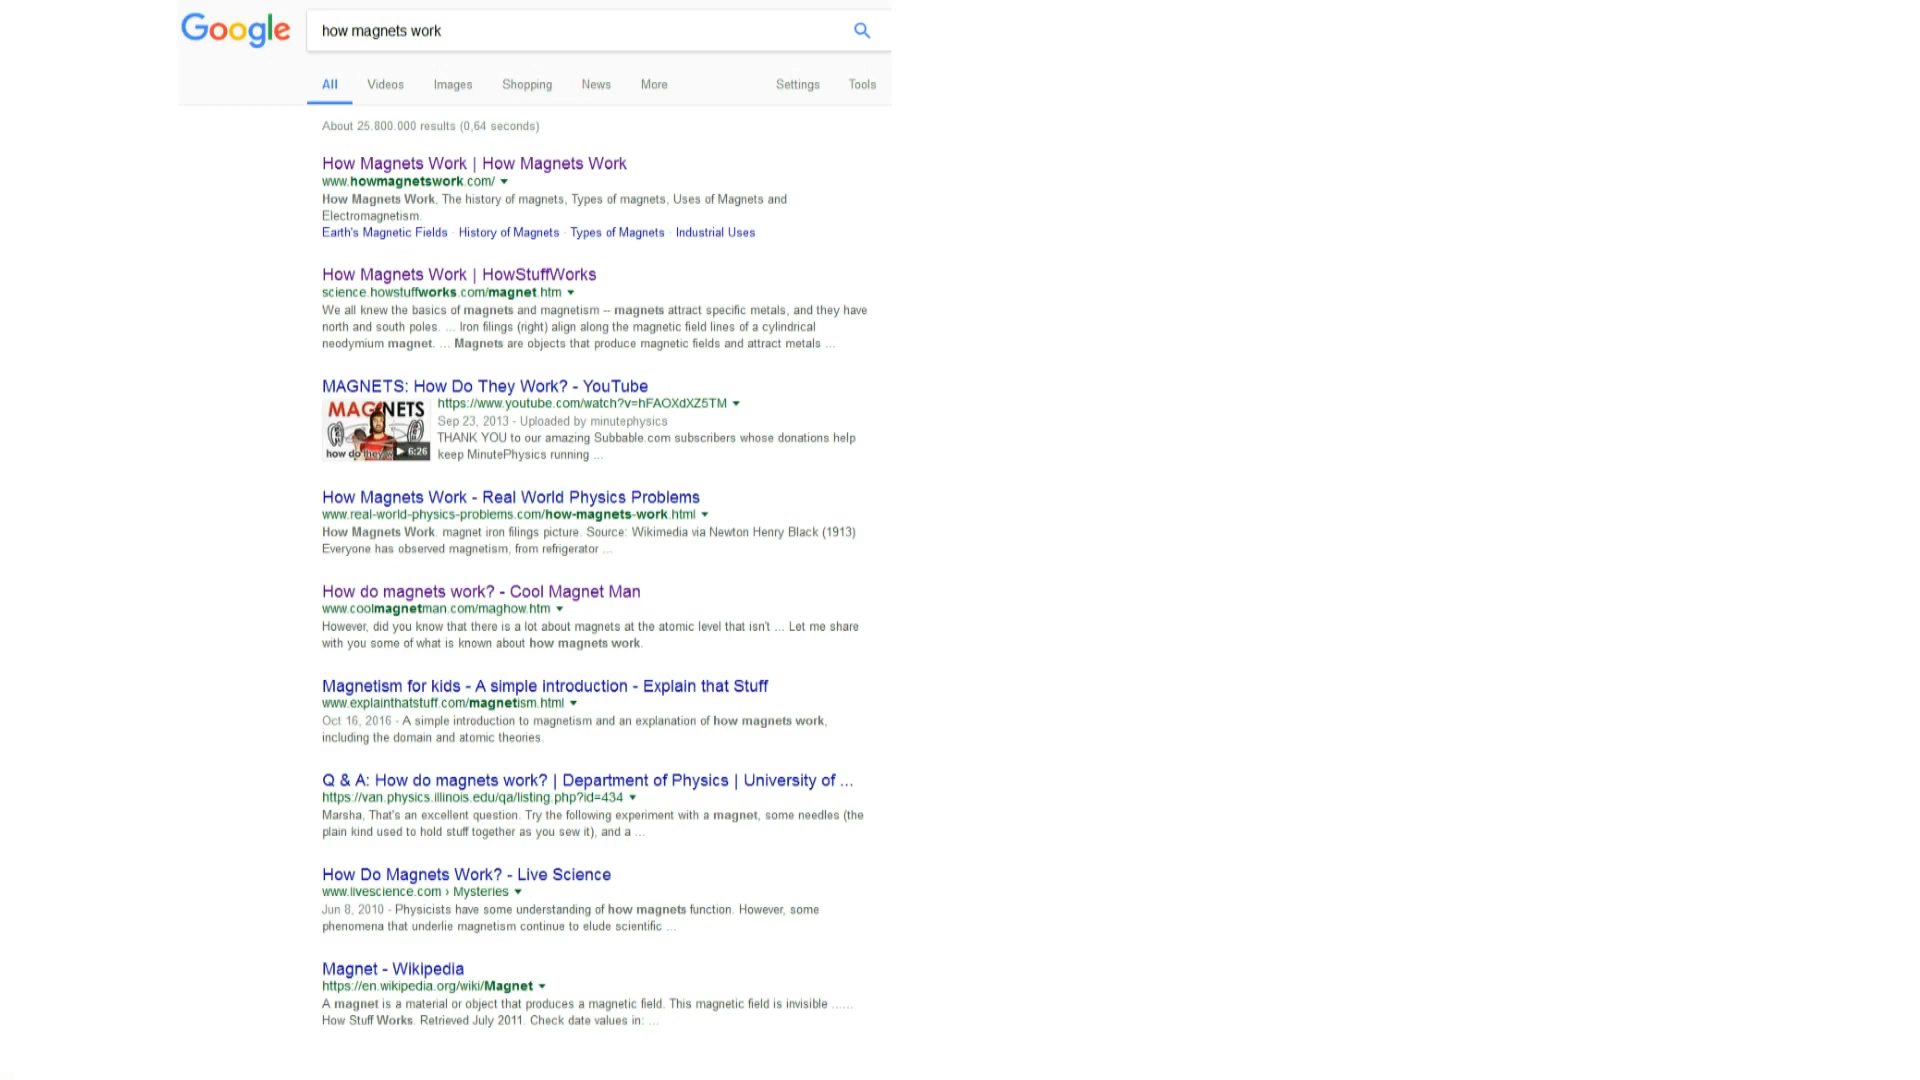 Google
how magnets work
All Videos Images Shopping News More Settings Tools
About 25.800.000 results (0,64 seconds)
How Magnets Work | How Magnets Work
www.howmagnetswork.com/
How Magnets Work, The history of magnets, Types of magnets, Uses of Magnets and
Electromagnetism.
Earth's Magnetic Fields · History of Magnets · Types of Magnets · Industrial Uses
How Magnets Work | HowStuffWorks
science.howstuffworks.com/magnet.htm
We all knew the basics of magnets and magnetism -- magnets attract specific metals, and they have
north and south poles. ... Iron filings (right) align along the magnetic field lines of a cylindrical
neodymium magnet. ... Magnets are objects that produce magnetic fields and attract metals ...
MAGNETS: How Do They Work? - YouTube
MAGNETS
how do they
6:26
https://www.youtube.com/watch?v=hFAOXdXZ5TM
Sep 23, 2013 - Uploaded by minutephysics
THANK YOU to our amazing Subbable.com subscribers whose donations help
keep MinutePhysics running ...
How Magnets Work - Real World Physics Problems
www.real-world-physics-problems.com/how-magnets-work.html
How Magnets Work. magnet iron filings picture. Source: Wikimedia via Newton Henry Black (1913)
Everyone has observed magnetism, from refrigerator ...
How do magnets work? - Cool Magnet Man
www.coolmagnetman.com/maghow.htm
However, did you know that there is a lot about magnets at the atomic level that isn't ... Let me share
with you some of what is known about how magnets work.
Magnetism for kids - A simple introduction - Explain that Stuff
www.explainthatstuff.com/magnetism.html
Oct 16, 2016 - A simple introduction to magnetism and an explanation of how magnets work,
including the domain and atomic theories.
Q & A: How do magnets work? | Department of Physics | University of ...
https://van.physics.illinois.edu/qa/listing.php?id=434
Marsha, That's an excellent question. Try the following experiment with a magnet, some needles (the
plain kind used to hold stuff together as you sew it), and a ...
How Do Magnets Work? - Live Science
www.livescience.com › Mysteries
Jun 8, 2010 - Physicists have some understanding of how magnets function. However, some
phenomena that underlie magnetism continue to elude scientific ...
Magnet - Wikipedia
https://en.wikipedia.org/wiki/Magnet
A magnet is a material or object that produces a magnetic field. This magnetic field is invisible ......
How Stuff Works. Retrieved July 2011. Check date values in: ...